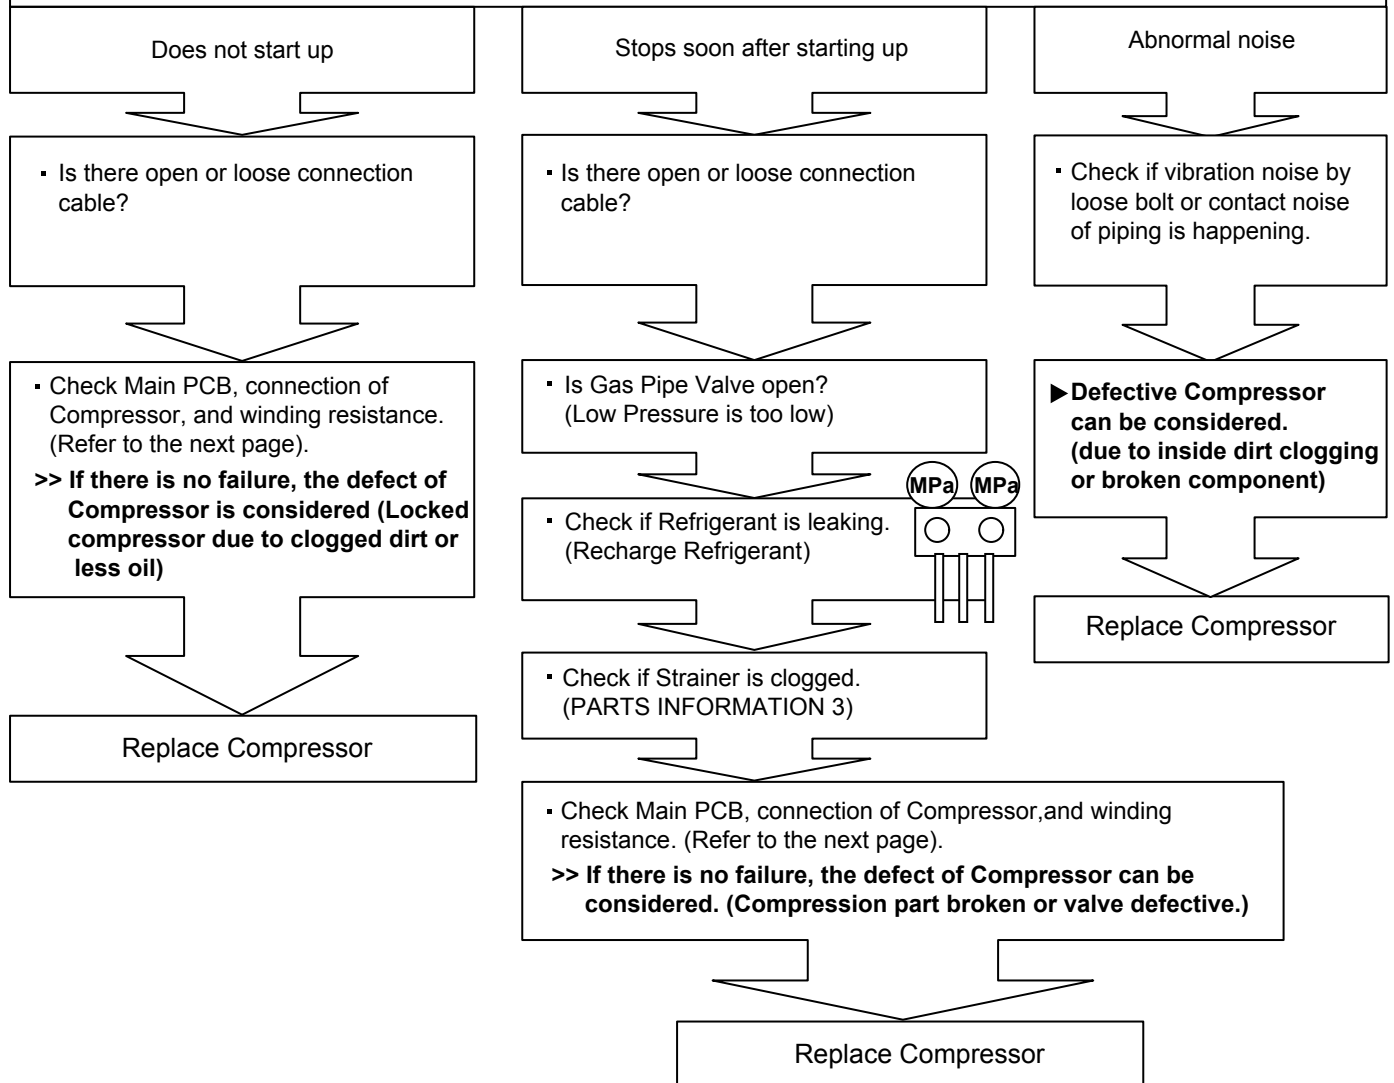 Does not start up
Is there open or loose connection
cable?
▪ Check Main PCB, connection of
Compressor, and winding resistance.
(Refer to the next page).
>> If there is no failure, the defect of
Compressor is considered (Locked
compressor due to clogged dirt or
less oil)
Replace Compressor
Stops soon after starting up
▪ Is there open or loose connection
cable?
▪ Is Gas Pipe Valve open?
(Low Pressure is too low)
▪ Check if Refrigerant is leaking.
(Recharge Refrigerant)
MPa MPa
▪ Check if Strainer is clogged.
(PARTS INFORMATION 3)
▪ Check Main PCB, connection of Compressor,and winding
resistance. (Refer to the next page).
>> If there is no failure, the defect of Compressor can be
considered. (Compression part broken or valve defective.)
Replace Compressor
Abnormal noise
▪ Check if vibration noise by
loose bolt or contact noise
of piping is happening.
▶Defective Compressor
can be considered.
(due to inside dirt clogging
or broken component)
Replace Compressor